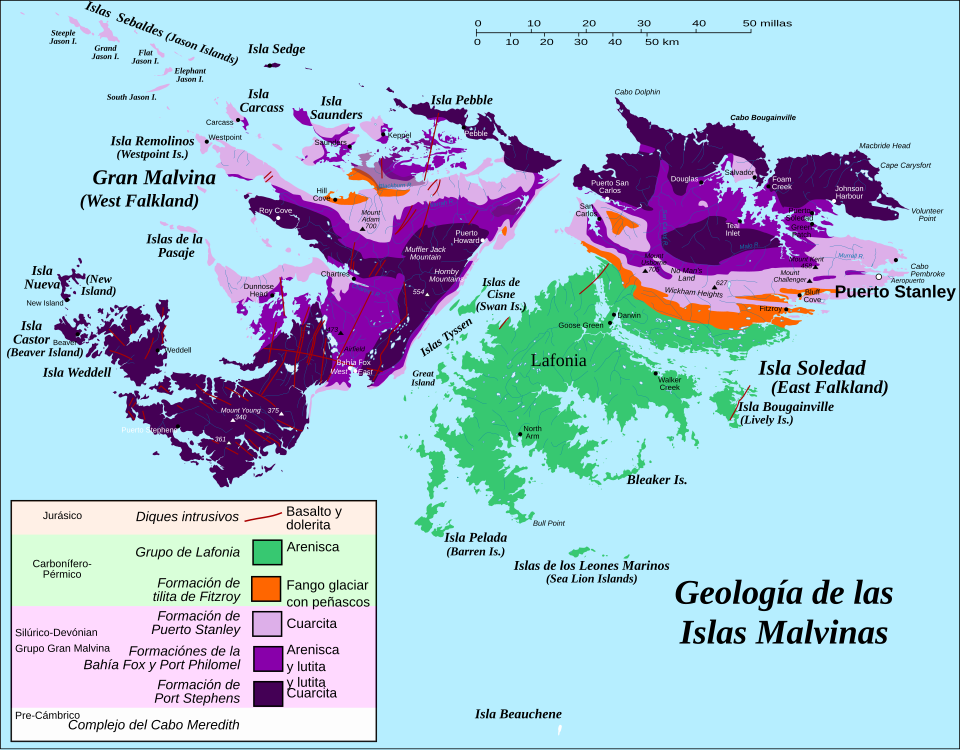 Islas Sebaldes (Jason Islands)
Steeple
Jason I.
Grand
Jason I.
Flat
Jason I.
Elephant
Jason I.
South Jason I.
Isla Sedge
0 10 20 30 40 50 millas
0 10 20 30 40 50 km
Isla
Carcass
Isla
Saunders
Isla Pebble
Carcass
Westpoint
Saunders
Keppel
Pebble
Isla Remolinos
(Westpoint Is.)
Gran Malvina
(West Falkland)
Hill
Cove
Roy Cove
Mount
Adam
700
Warrah R.
Puerto
Howard
Muffler Jack
Mountain
Hornby
Mountains
554
Chartres
Dunnose
Head
Islas de la
Pasaje
Isla
Nueva
(New
Island)
New Island
Isla
Castor
(Beaver Island)
Beaver
Isla Weddell
Weddell
Bahía Fox
West y East
Mount Young
340
375
361
Puerto Stephens
Islas de
Cisne
(Swan Is.)
Islas Tyssen
Great
Island
Cabo Dolphin
Cabo Bougainville
Macbride Head
Cape Carysfort
Volunteer
Point
Puerto San
Carlos
San
Carlos
Douglas
Salvador
Foam
Creek
Johnson
Harbour
Teal
Inlet
Malo R.
Murrell R.
Mount
Usborne
705
No Man's
Land
Wickham Heights
627
Mount Kent
Mount
Challenger
Bluff
Cove
Fitzroy
Cabo
Pembroke
Aeropuerto
Puerto Stanley
Darwin
Goose Green
Lafonia
Walker
Creek
North
Arm
Isla Soledad
(East Falkland)
Isla Bougainville
(Lively Is.)
Bleaker Is.
Bull Point
Isla Pelada
(Barren Is.)
Islas de los Leones Marinos
(Sea Lion Islands)
Geología de las
Islas Malvinas
Isla Beauchene
Jurásico
Diques intrusivos
Basalto y
dolerita
Carbonífero-
Pérmico
Grupo de Lafonia
Arenisca
Formación de
tilita de Fitzroy
Fango glaciar
con peñascos
Silúrico-Devónian
Grupo Gran Malvina
Formación de
Puerto Stanley
Cuarcita
Formaciónes de la
Bahía Fox y Port Philomel
Arenisca
y lutita
y lutita
Formación de
Port Stephens
Cuarcita
Pre-Cámbrico
Complejo del Cabo Meredith